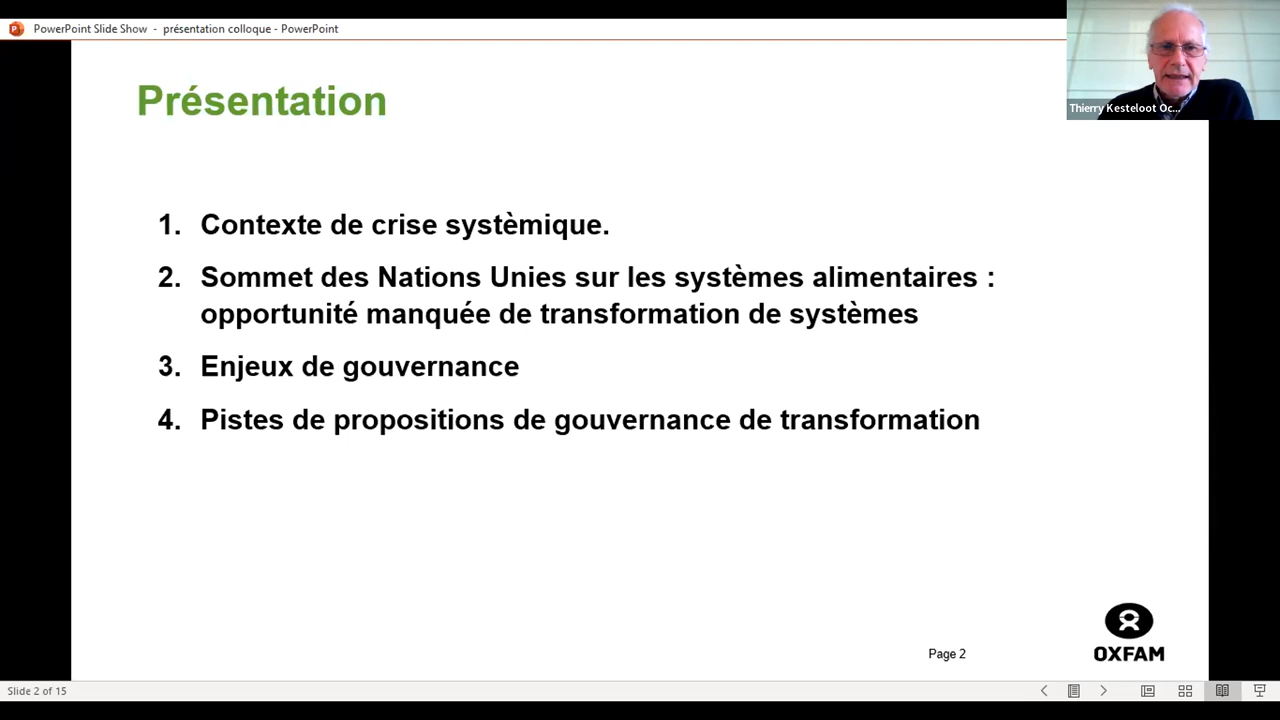 PowerPoint Slide Show - présentation colloque - PowerPoint
Thierry Kesteloot Oc...
Présentation
1. Contexte de crise systèmique.
2. Sommet des Nations Unies sur les systèmes alimentaires :
opportunité manquée de transformation de systèmes
3. Enjeux de gouvernance
4. Pistes de propositions de gouvernance de transformation
Page 2
OXFAM
Slide 2 of 15